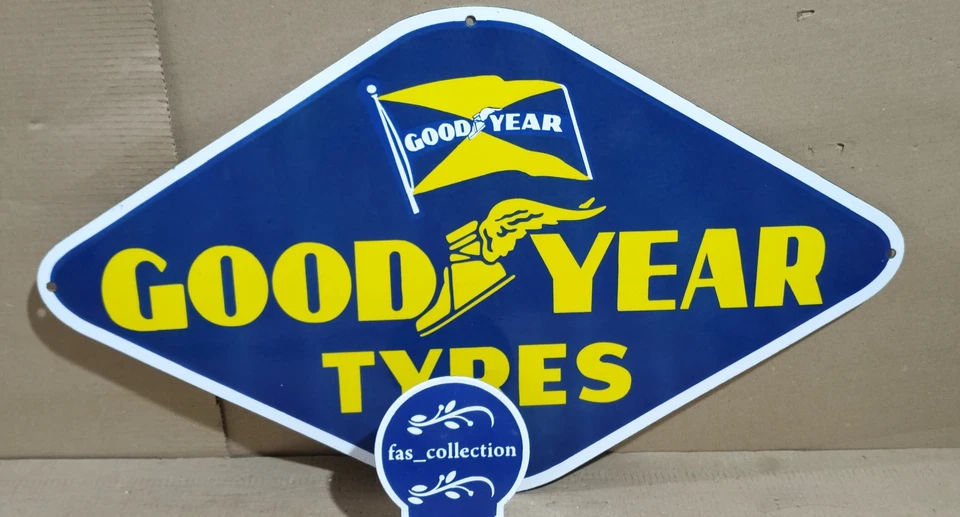 GOOD YEAR
GOOD YEAR
TYRES
fas_collection